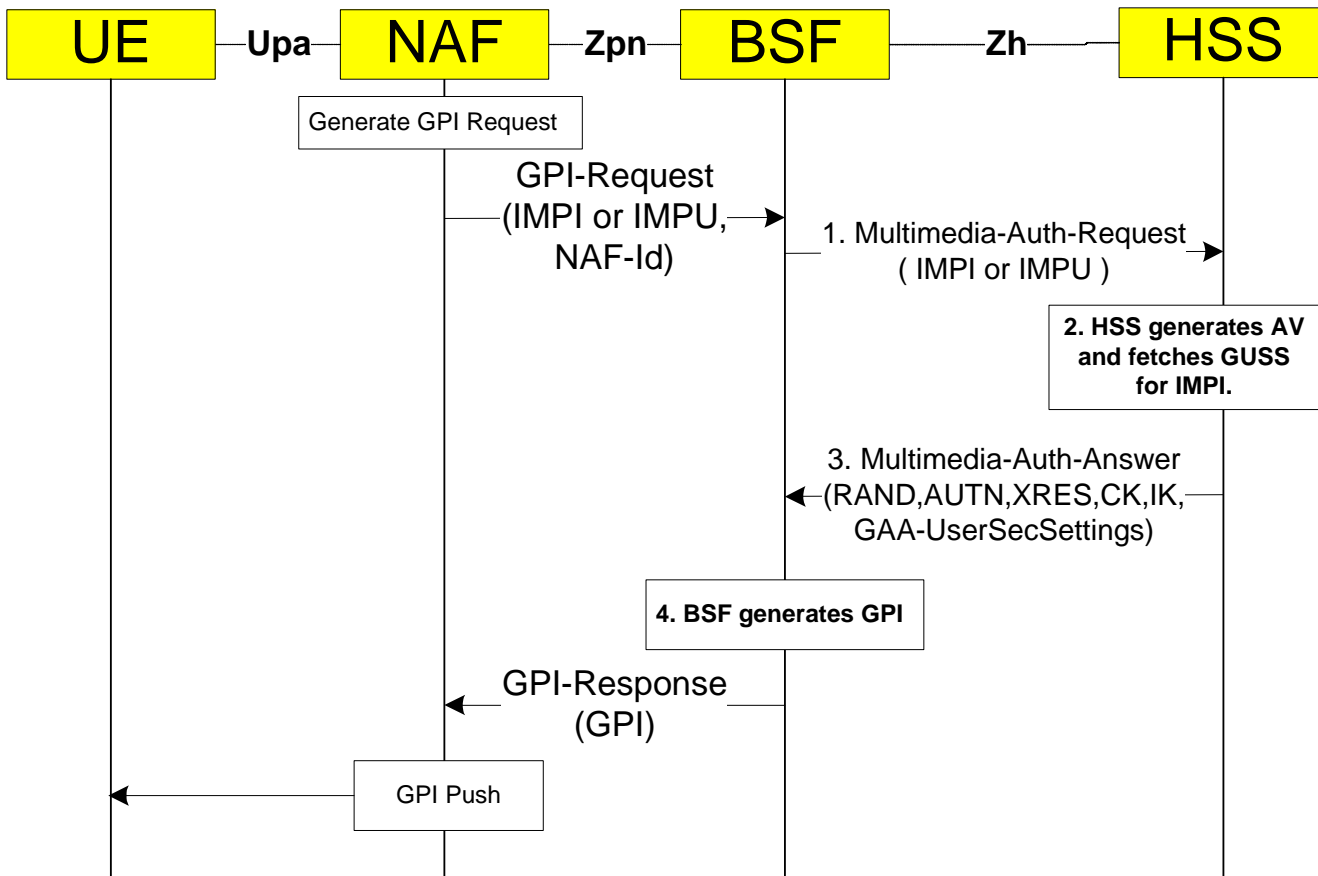 UE
Upa
NAF
Zpn
BSF
Zh
HSS
Generate GPI Request
GPI-Request
(IMPI or IMPU,
NAF-Id)
1. Multimedia-Auth-Request
( IMPI or IMPU )
2. HSS generates AV
and fetches GUSS
for IMPI.
3. Multimedia-Auth-Answer
(RAND,AUTN,XRES,CK,IK,
GAA-UserSecSettings)
4. BSF generates GPI
GPI-Response
(GPI)
GPI Push